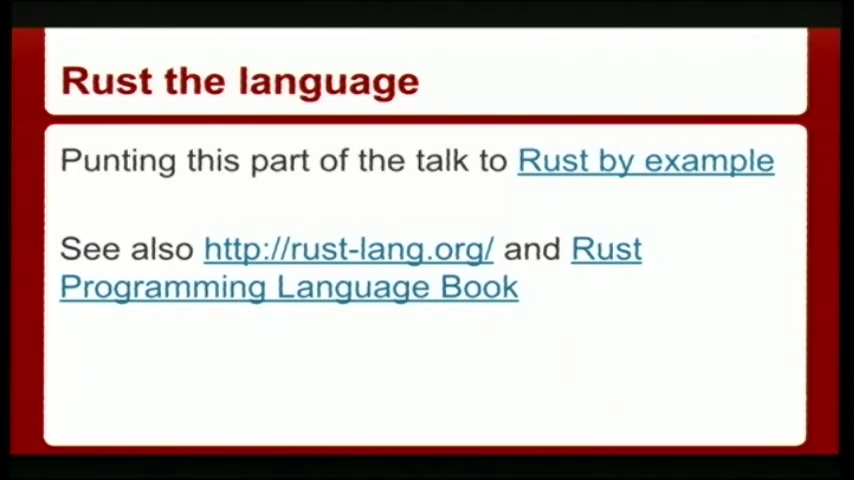 Rust the language
Punting this part of the talk to Rust by example
See also http://rust-lang.org/ and Rust
Programming Language Book